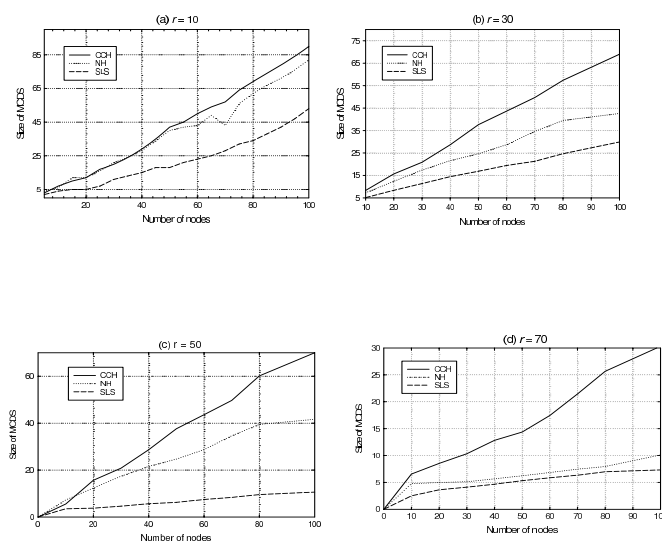 (a) r = 10
Size of MCDS
85
65
45
25
5
CCH
NH
SLS
20
40
60
80
100
Number of nodes
(b) r = 30
Size of MCDS
75
65
55
45
35
25
15
5
CCH
NH
SLS
10
20
30
40
50
60
70
80
90
100
Number of nodes
(c) r = 50
Size of MCDS
60
40
20
0
CCH
NH
SLS
0
20
40
60
80
100
Number of nodes
(d) r = 70
Size of MCDS
30
25
20
15
10
5
0
CCH
NH
SLS
0
10
20
30
40
50
60
70
80
90
100
Number of nodes